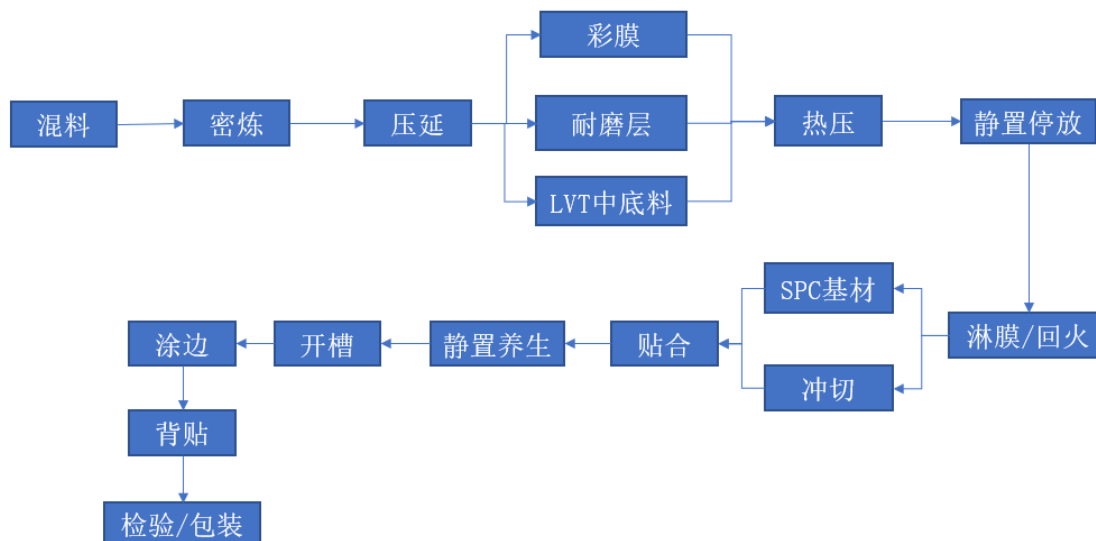 混料
密炼
压延
彩膜
耐磨层
LVT中底料
热压
静置停放
淋膜/回火
SPC基材
冲切
贴合
静置养生
开槽
涂边
背贴
检验/包装